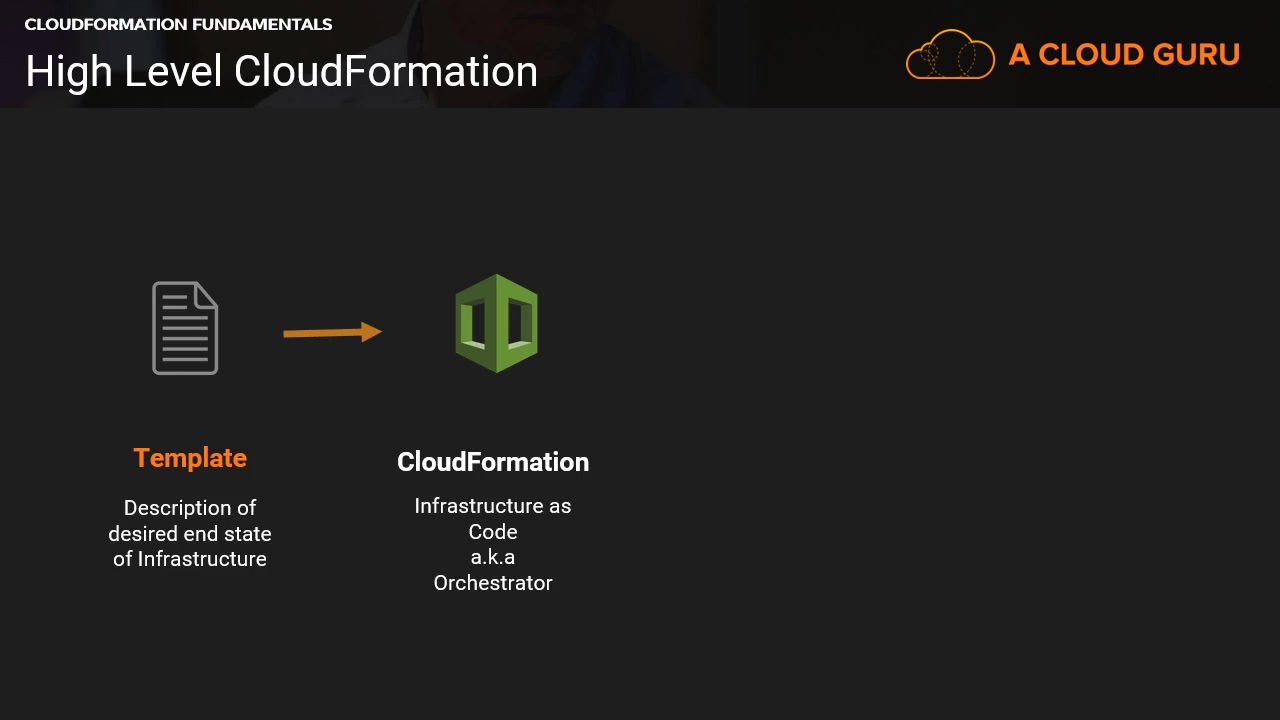 CLOUDFORMATION FUNDAMENTALS
High Level CloudFormation
A CLOUD GURU
Template
Description of
desired end state
of Infrastructure
CloudFormation
Infrastructure as
Code
a.k.a
Orchestrator